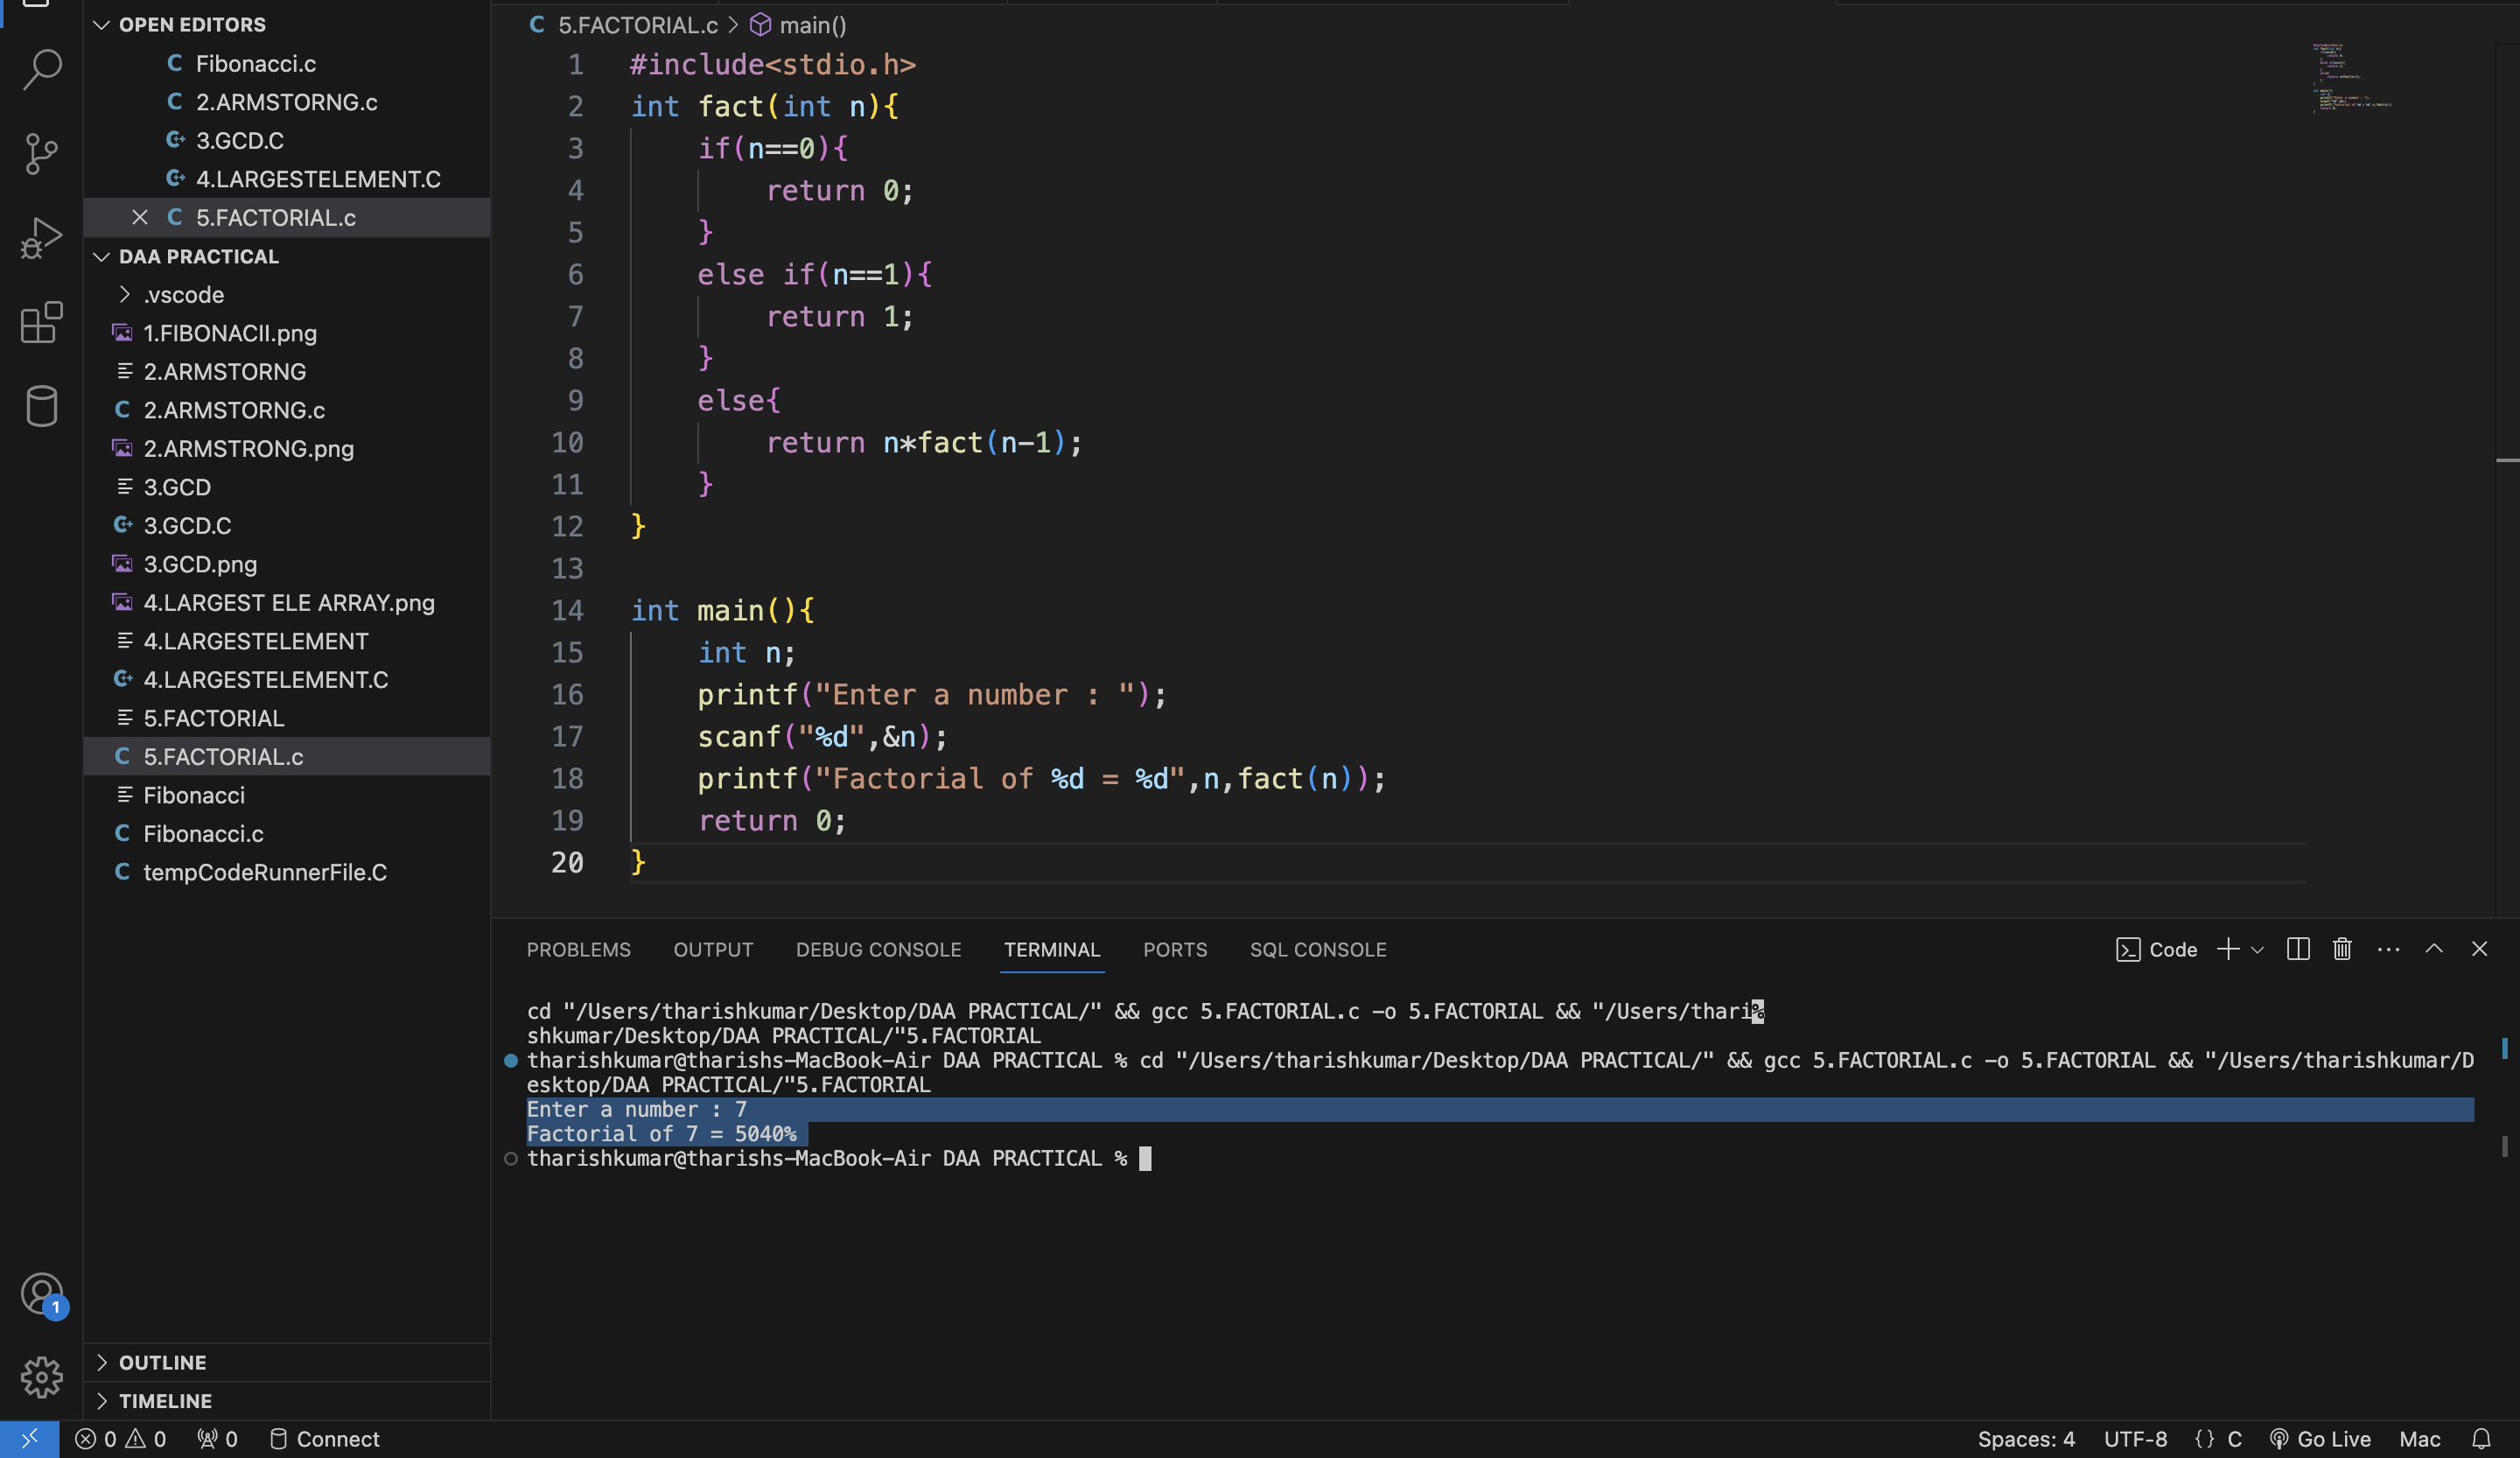 OPEN EDITORS
Fibonacci.c
2.ARMSTORNG.c
3.GCD.C
4.LARGESTELEMENT.C
5.FACTORIAL.c
DAA PRACTICAL
.vscode
1.FIBONACII.png
2.ARMSTORNG
2.ARMSTORNG.c
2.ARMSTRONG.png
3.GCD
3.GCD.C
3.GCD.png
4.LARGEST ELE ARRAY.png
4.LARGESTELEMENT
4.LARGESTELEMENT.C
5.FACTORIAL
5.FACTORIAL.c
Fibonacci
Fibonacci.c
tempCodeRunnerFile.C
OUTLINE
TIMELINE
5.FACTORIAL.c > main()
1 #include<stdio.h>
2 int fact(int n){
3     if(n==0){
4         return 0;
5     }
6     else if(n==1){
7         return 1;
8     }
9     else{
10         return n*fact(n-1);
11     }
12 }
13
14 int main(){
15     int n;
16     printf("Enter a number : ");
17     scanf("%d",&n);
18     printf("Factorial of %d = %d",n,fact(n));
19     return 0;
20 }
PROBLEMS OUTPUT DEBUG CONSOLE TERMINAL PORTS SQL CONSOLE Code
cd "/Users/tharishkumar/Desktop/DAA PRACTICAL/" && gcc 5.FACTORIAL.c -o 5.FACTORIAL && "/Users/thari%
shkumar/Desktop/DAA PRACTICAL/"5.FACTORIAL
tharishkumar@tharishs-MacBook-Air DAA PRACTICAL % cd "/Users/tharishkumar/Desktop/DAA PRACTICAL/" && gcc 5.FACTORIAL.c -o 5.FACTORIAL && "/Users/tharishkumar/D
esktop/DAA PRACTICAL/"5.FACTORIAL
Enter a number : 7
Factorial of 7 = 5040%
tharishkumar@tharishs-MacBook-Air DAA PRACTICAL %
1
0 0 0 Connect Spaces: 4 UTF-8 {} C Go Live Mac